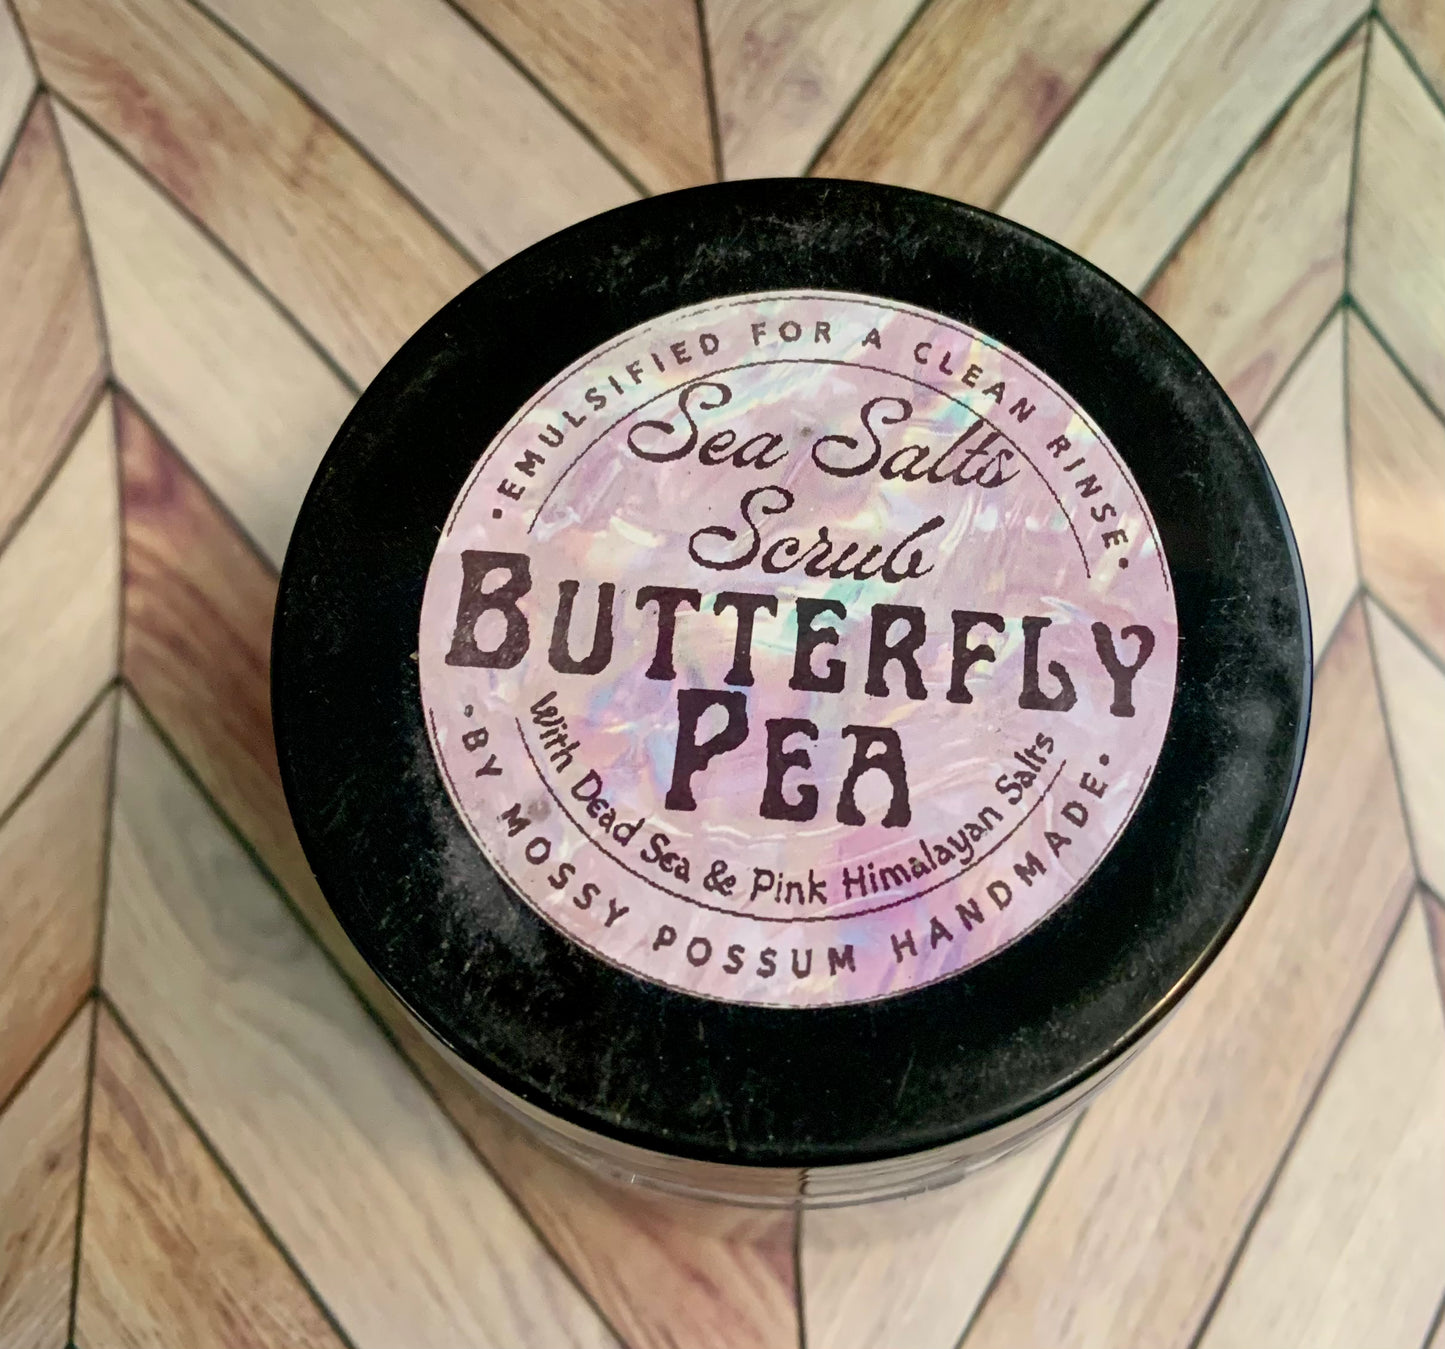 •EMULSIFIED FOR A CLEAN RINSE•
Sea Salts
Scrub
BUTTERFLY
PEA
With Dead Sea & Pink Himalayan Salts
•BY MOSSY POSSUM HANDMADE•